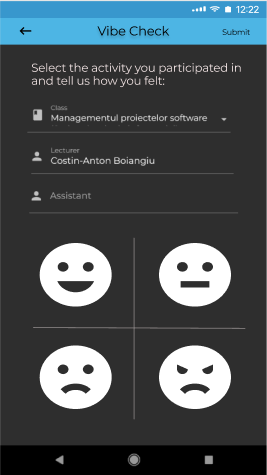 12:22
Vibe Check
Submit
Select the activity you participated in
and tell us how you felt:
Class
Managementul proiectelor software
Lecturer
Costin-Anton Boiangiu
Assistant